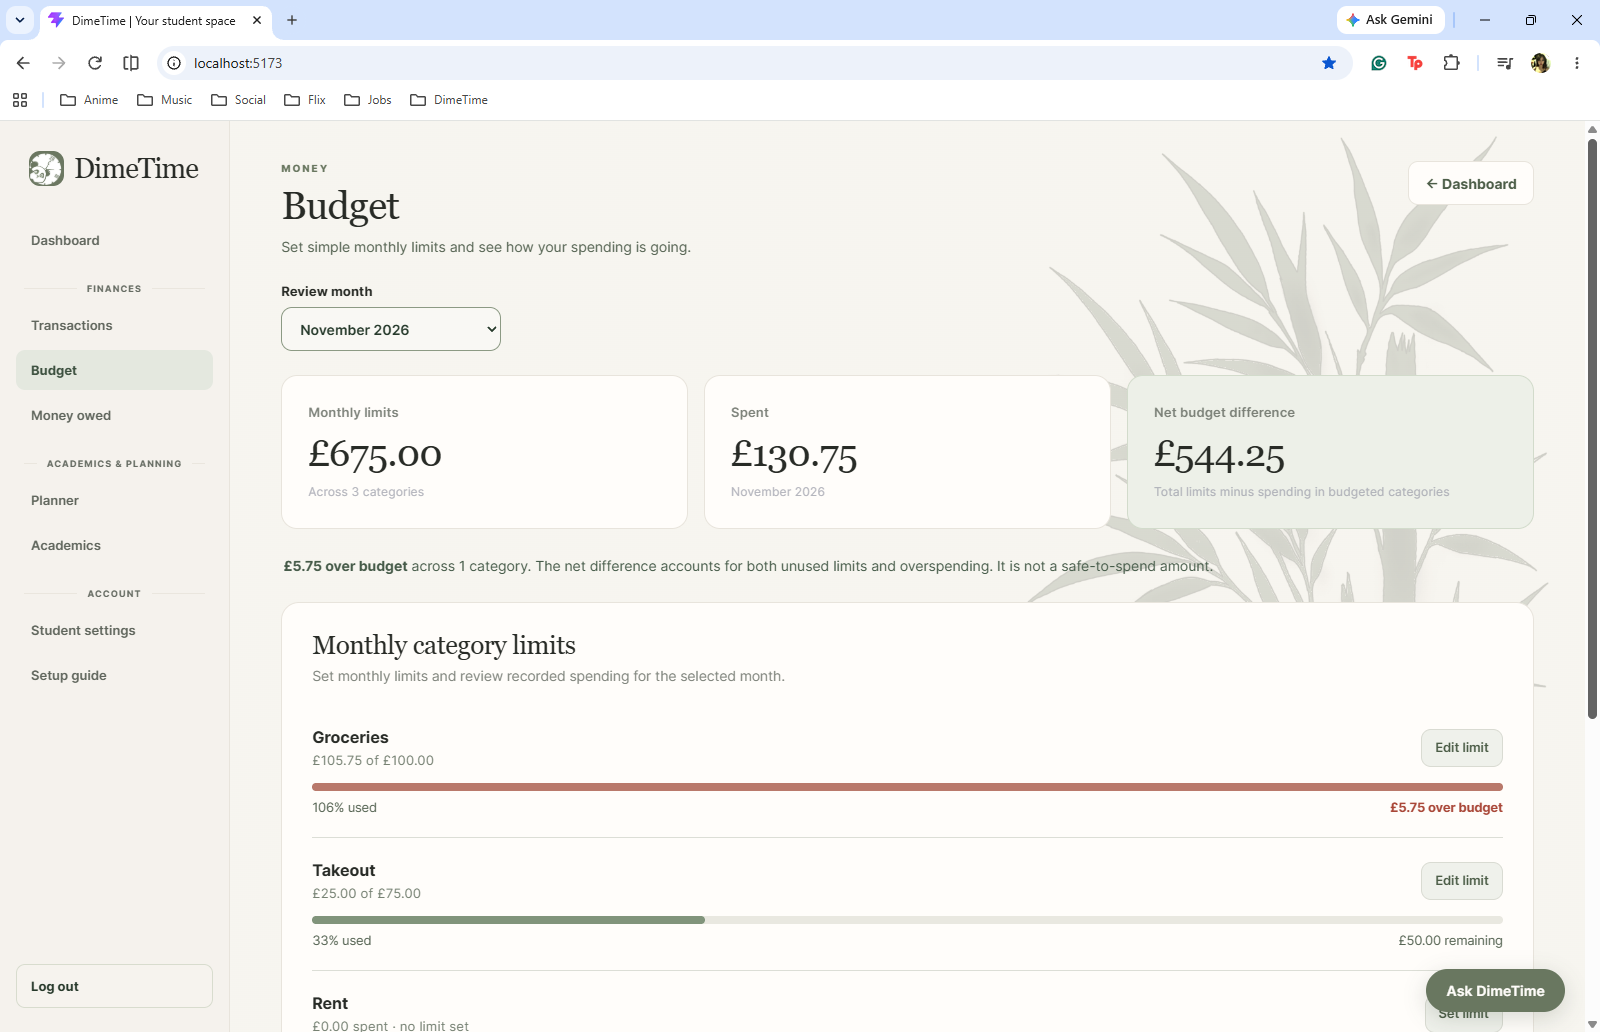 DimeTime | Your student space
Ask Gemini
localhost:5173
Anime
Music
Social
Flix
Jobs
DimeTime
DimeTime
Dashboard
FINANCES
Transactions
Budget
Money owed
ACADEMICS & PLANNING
Planner
Academics
ACCOUNT
Student settings
Setup guide
Log out
MONEY
Budget
Set simple monthly limits and see how your spending is going.
← Dashboard
Review month
November 2026
Monthly limits
£675.00
Across 3 categories
Spent
£130.75
November 2026
Net budget difference
£544.25
Total limits minus spending in budgeted categories
£5.75 over budget across 1 category. The net difference accounts for both unused limits and overspending. It is not a safe-to-spend amount.
Monthly category limits
Set monthly limits and review recorded spending for the selected month.
Groceries
£105.75 of £100.00
Edit limit
106% used
£5.75 over budget
Takeout
£25.00 of £75.00
Edit limit
33% used
£50.00 remaining
Rent
£0.00 spent · no limit set
Set limit
Ask DimeTime